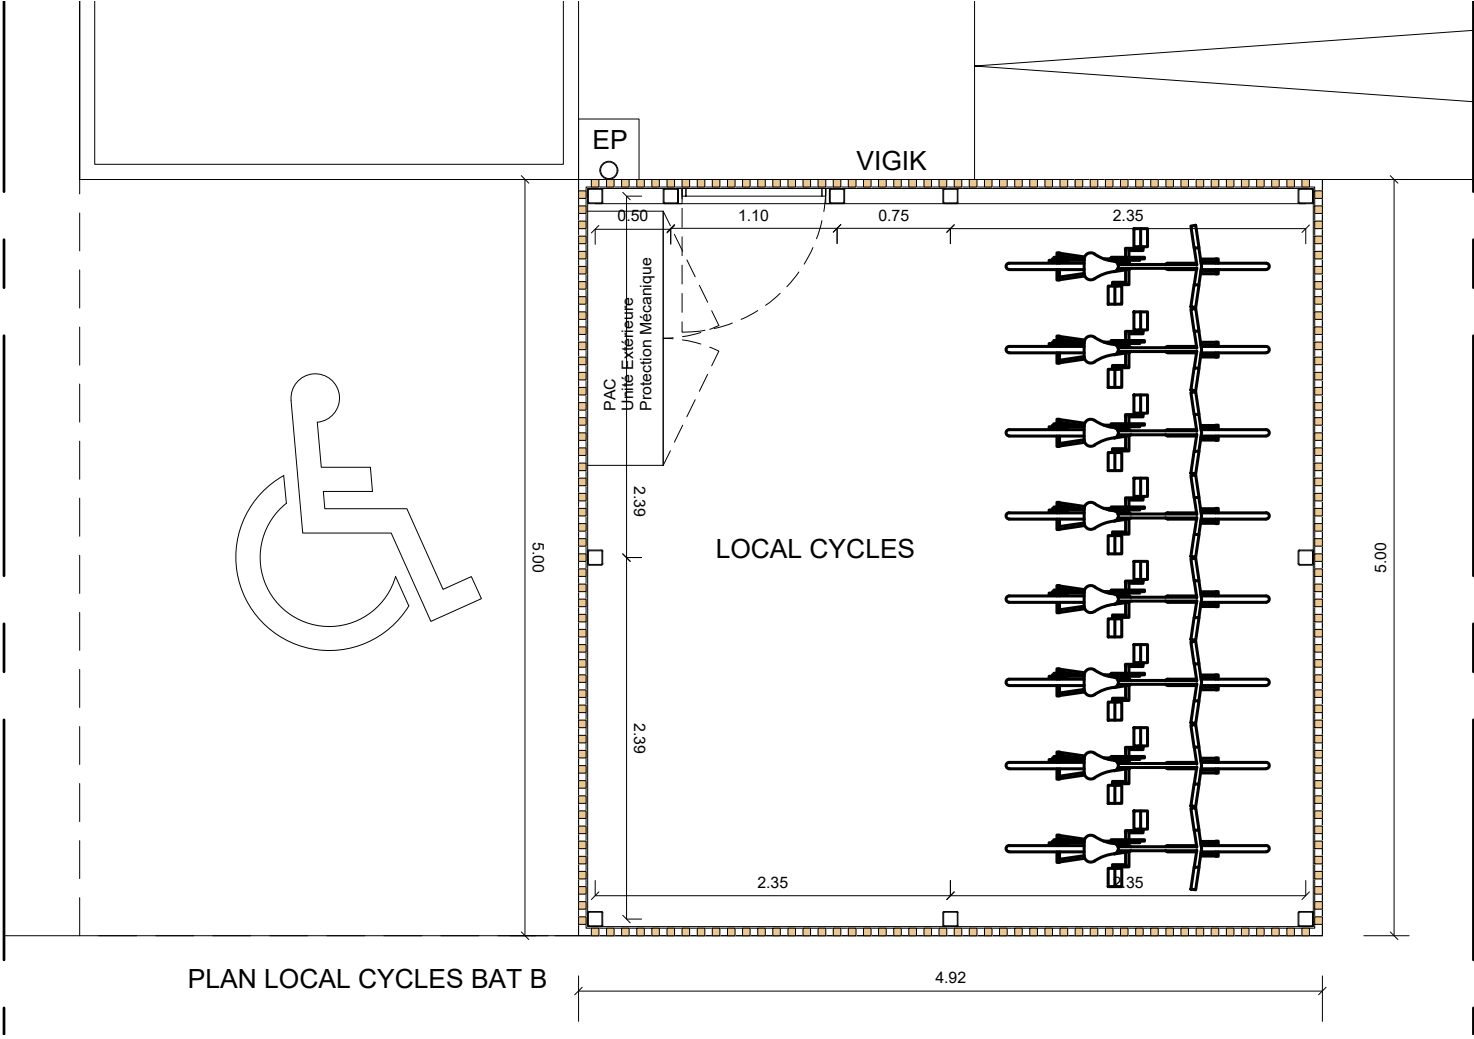 EP
VIGIK
0.50
1.10
0.75
2.35
PAC
Unité Extérieure
Protection Mécanique
2.39
5.00
LOCAL CYCLES
5.00
2.39
2.35
2.35
PLAN LOCAL CYCLES BAT B
4.92